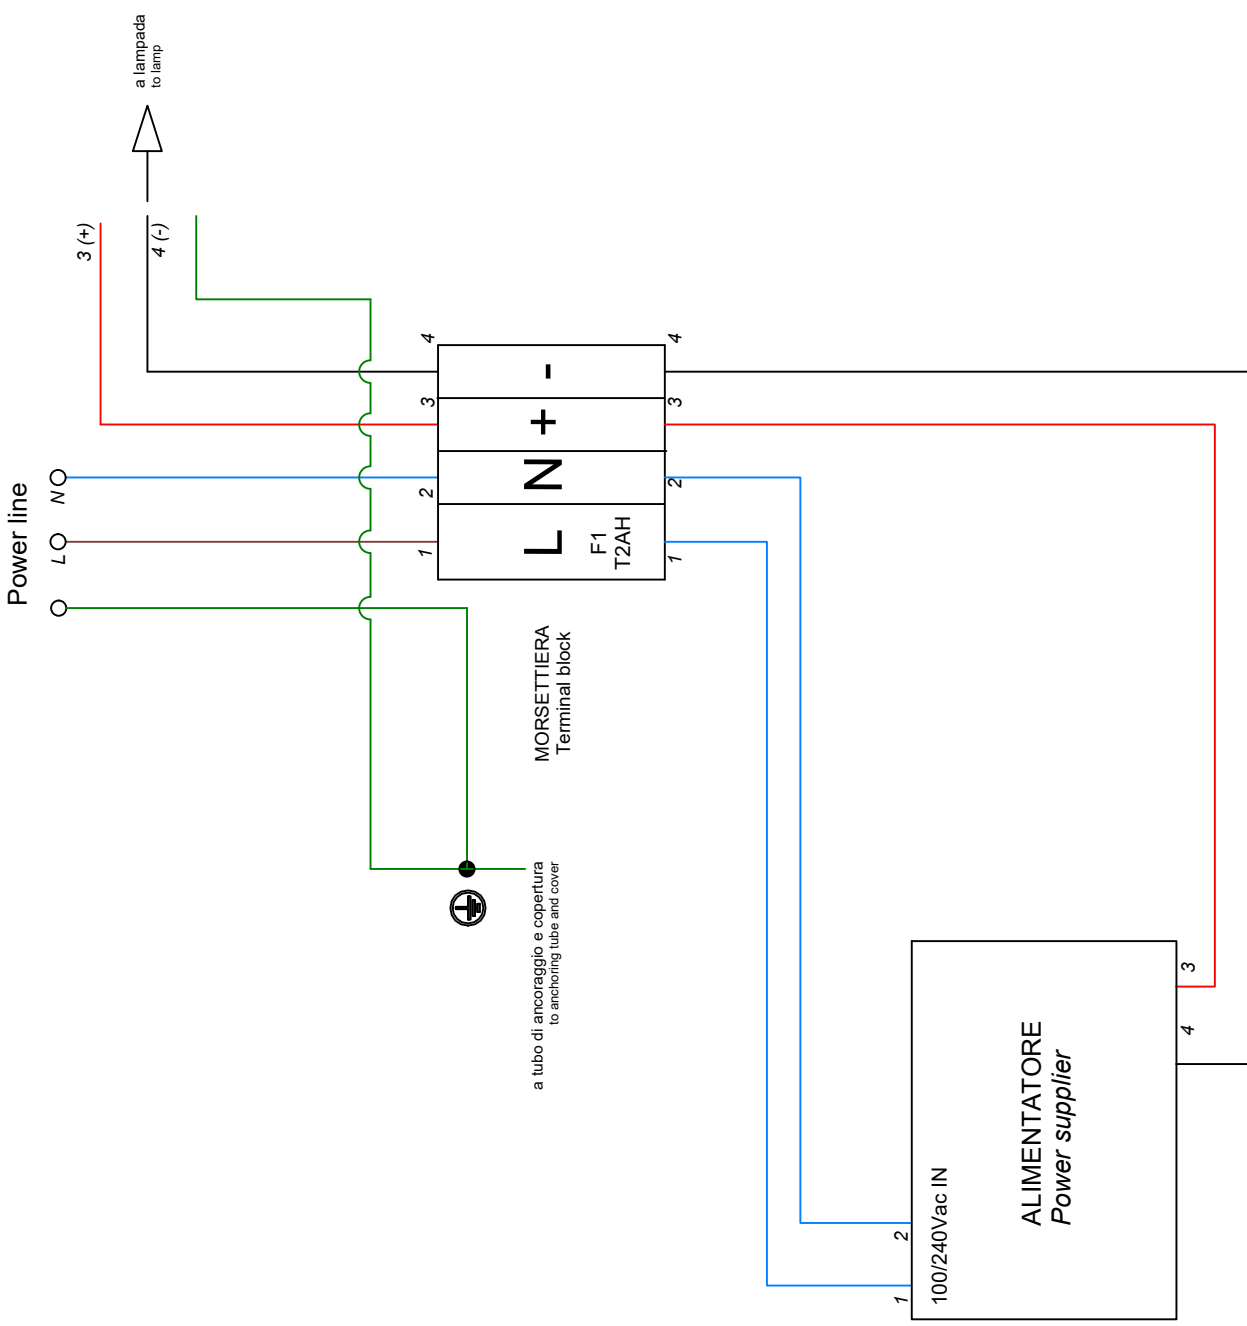 a lampada
to lamp
3 (+)
4 (-)
Power line
N
L
4
3
2
1
-
+
N
L
F1
T2AH
4
3
2
1
MORSETTIERA
Terminal block
a tubo di ancoraggio e copertura
to anchoring tube and cover
ALIMENTATORE
Power supplier
100/240Vac IN
1
2
3
4